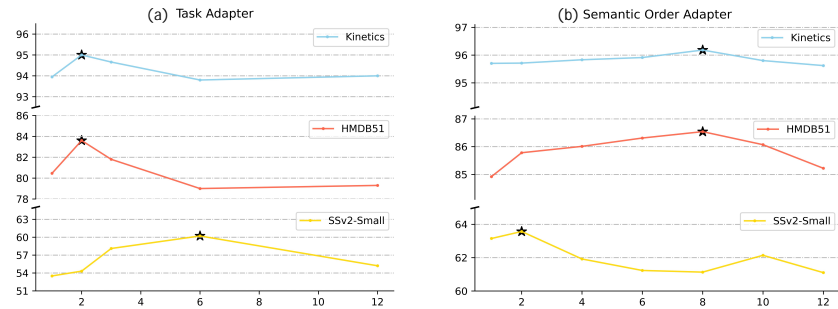 (a) Task Adapter
96
95
94
93
Kinetics
86
84
82
80
78
HMDB51
63
60
57
54
51
SSv2-Small
2 4 6 8 10 12
(b) Semantic Order Adapter
97
96
95
Kinetics
87
86
85
HMDB51
64
62
60
SSv2-Small
2 4 6 8 10 12